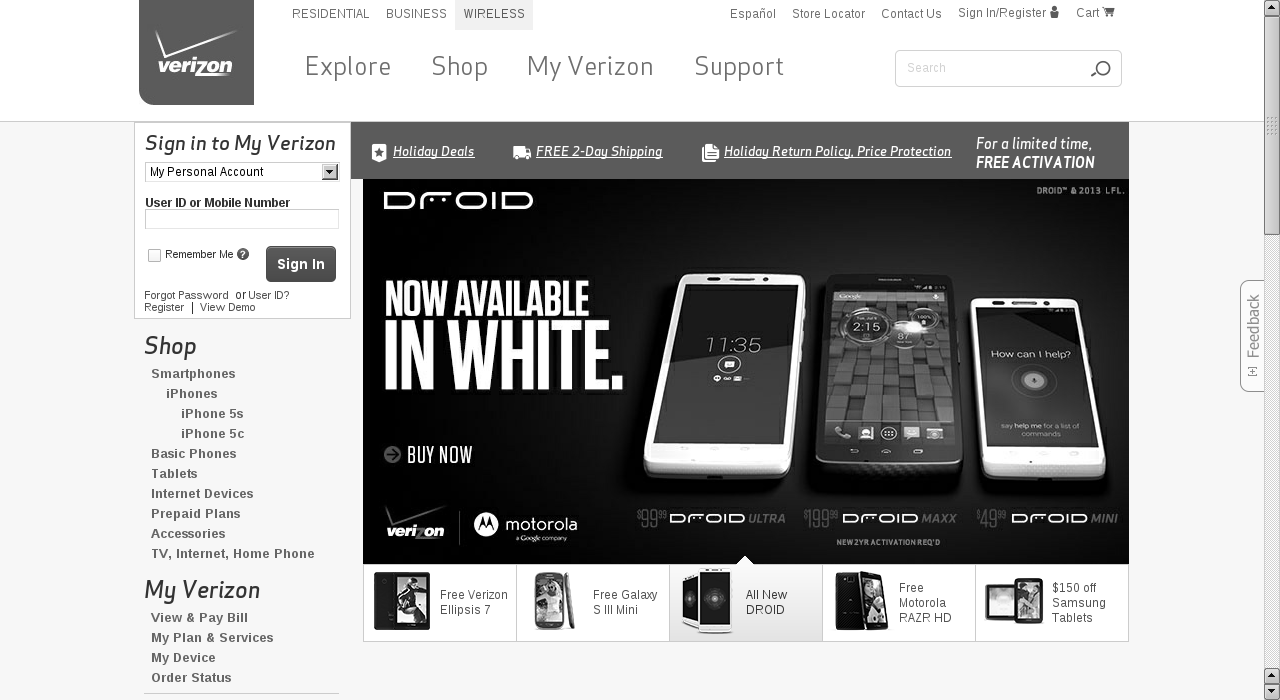 RESIDENTIAL BUSINESS WIRELESS
Español Store Locator Contact Us Sign In/Register Cart
verizon
Explore Shop My Verizon Support
Search
Sign in to My Verizon
My Personal Account
User ID or Mobile Number
Remember Me ?
Sign In
Forgot Password or User ID?
Register | View Demo
Holiday Deals
FREE 2-Day Shipping
Holiday Return Policy, Price Protection
For a limited time,
FREE ACTIVATION
DROID
DROID™ & 2013 LFL.
NOW AVAILABLE
IN WHITE.
BUY NOW
11:35
Google
2:15
100%
87
How can I help?
say help me for a list of
commands
verizon
motorola
a Google company
$99.99 DROID ULTRA
$199.99 DROID MAXX
$49.99 DROID MINI
NEW 2YR ACTIVATION REQ'D
Shop
Smartphones
iPhones
iPhone 5s
iPhone 5c
Basic Phones
Tablets
Internet Devices
Prepaid Plans
Accessories
TV, Internet, Home Phone
My Verizon
View & Pay Bill
My Plan & Services
My Device
Order Status
Free Verizon
Ellipsis 7
Free Galaxy
S III Mini
All New
DROID
Free
Motorola
RAZR HD
$150 off
Samsung
Tablets
[+] Feedback